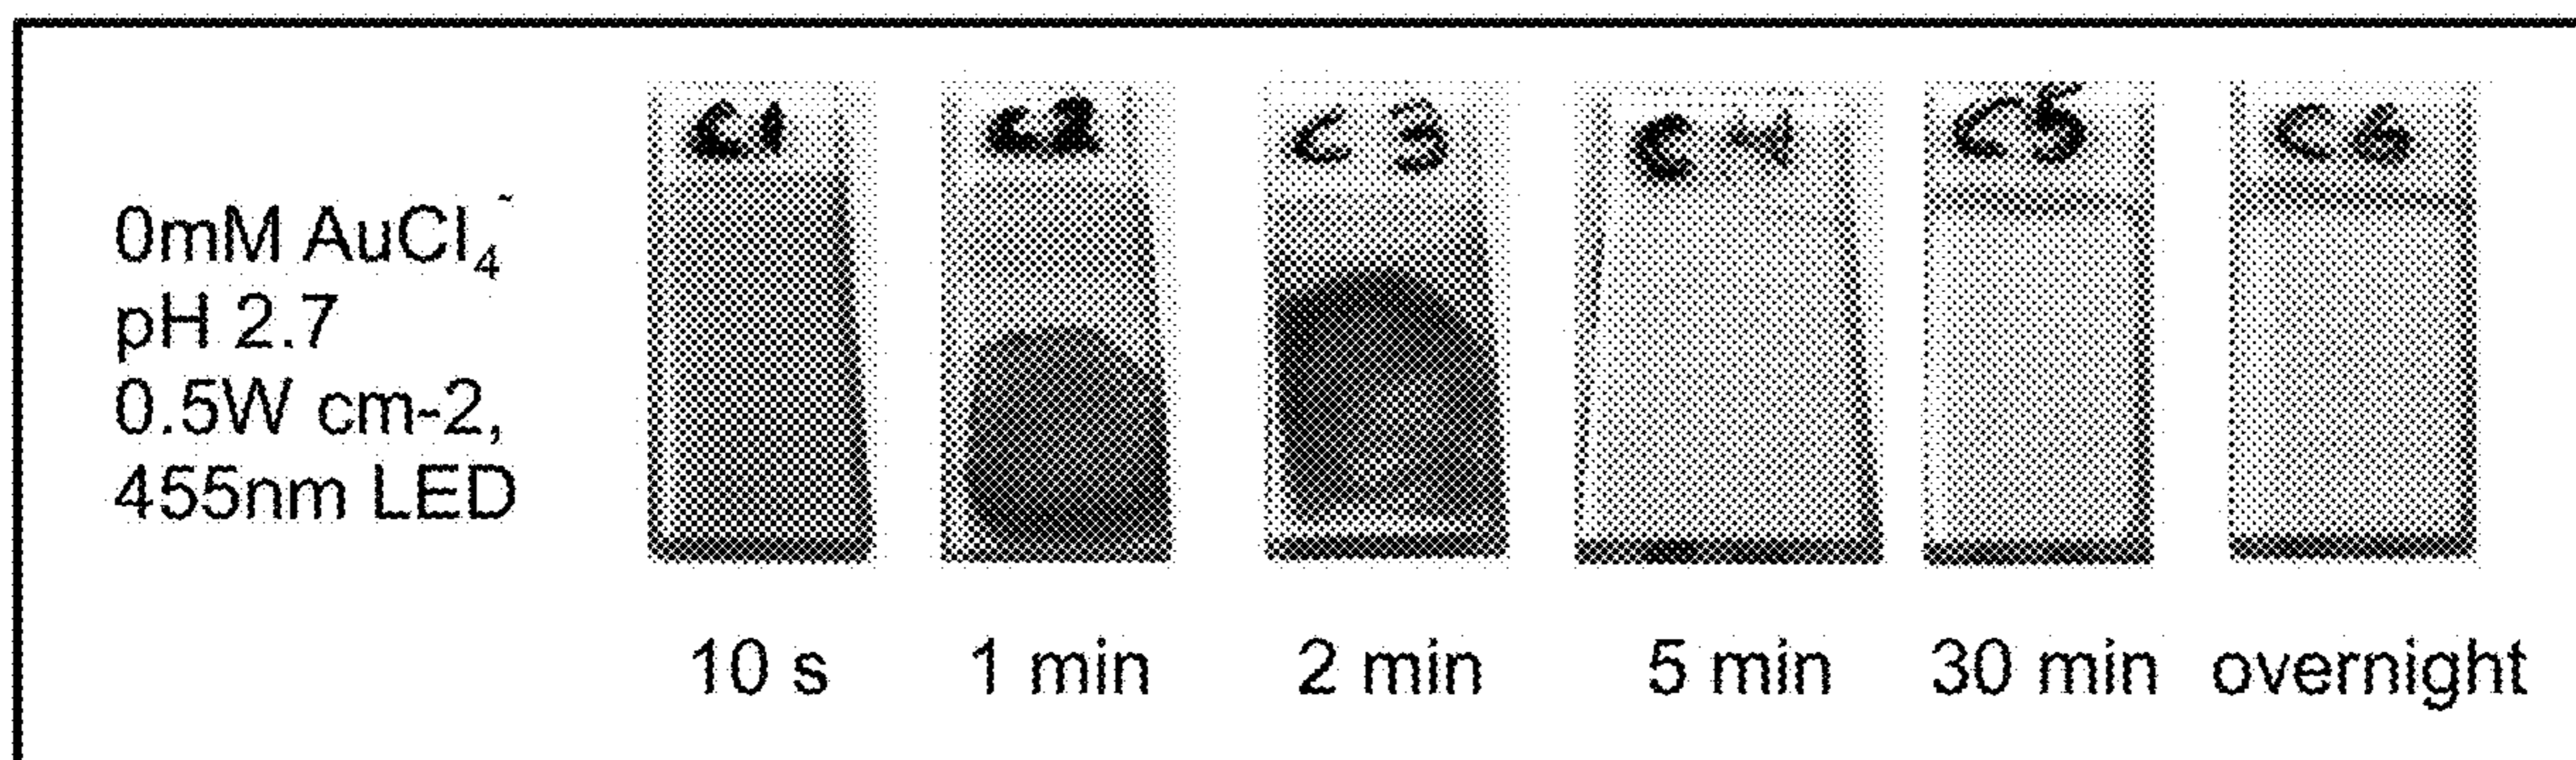 C1 C2 C3 C4 C5 C6
0mM AuCl₄⁻
pH 2.7
0.5W cm-2,
455nm LED
10 s 1 min 2 min 5 min 30 min overnight